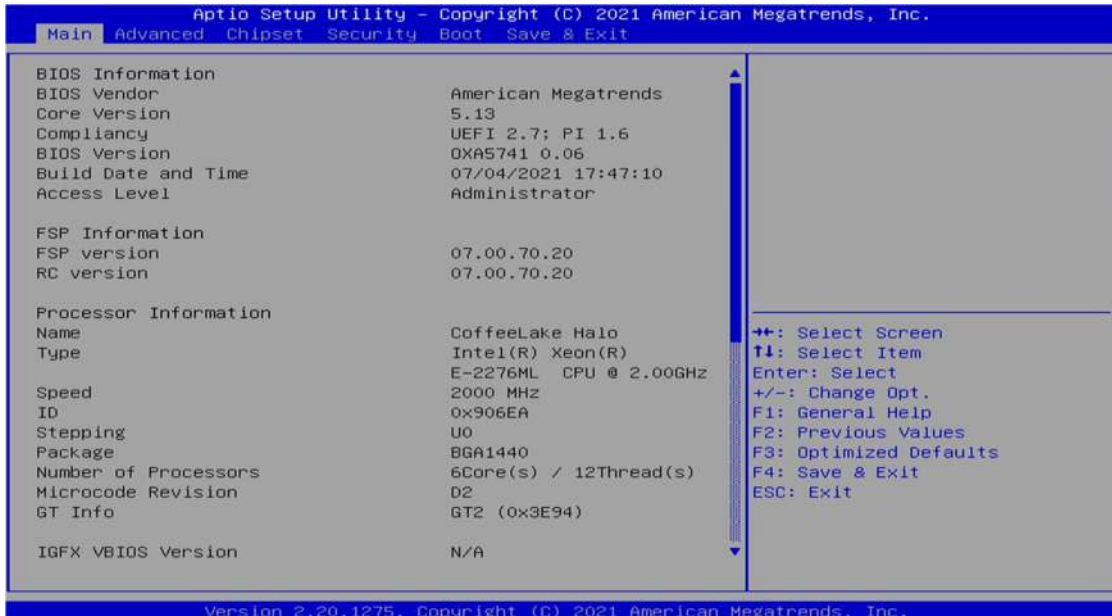 Aptio Setup Utility – Copyright (C) 2021 American Megatrends, Inc.
Main Advanced Chipset Security Boot Save & Exit
BIOS Information
BIOS Vendor American Megatrends
Core Version 5.13
Compliancy UEFI 2.7; PI 1.6
BIOS Version OXA5741 0.06
Build Date and Time 07/04/2021 17:47:10
Access Level Administrator
FSP Information
FSP version 07.00.70.20
RC version 07.00.70.20
Processor Information
Name CoffeeLake Halo
Type Intel(R) Xeon(R)
E-2276ML CPU @ 2.00GHz
Speed 2000 MHz
ID 0x906EA
Stepping U0
Package BGA1440
Number of Processors 6Core(s) / 12Thread(s)
Microcode Revision D2
GT Info GT2 (0x3E94)
IGFX VBIOS Version N/A
→←: Select Screen
↑↓: Select Item
Enter: Select
+/-: Change Opt.
F1: General Help
F2: Previous Values
F3: Optimized Defaults
F4: Save & Exit
ESC: Exit
Version 2.20.1275. Copyright (C) 2021 American Megatrends, Inc.